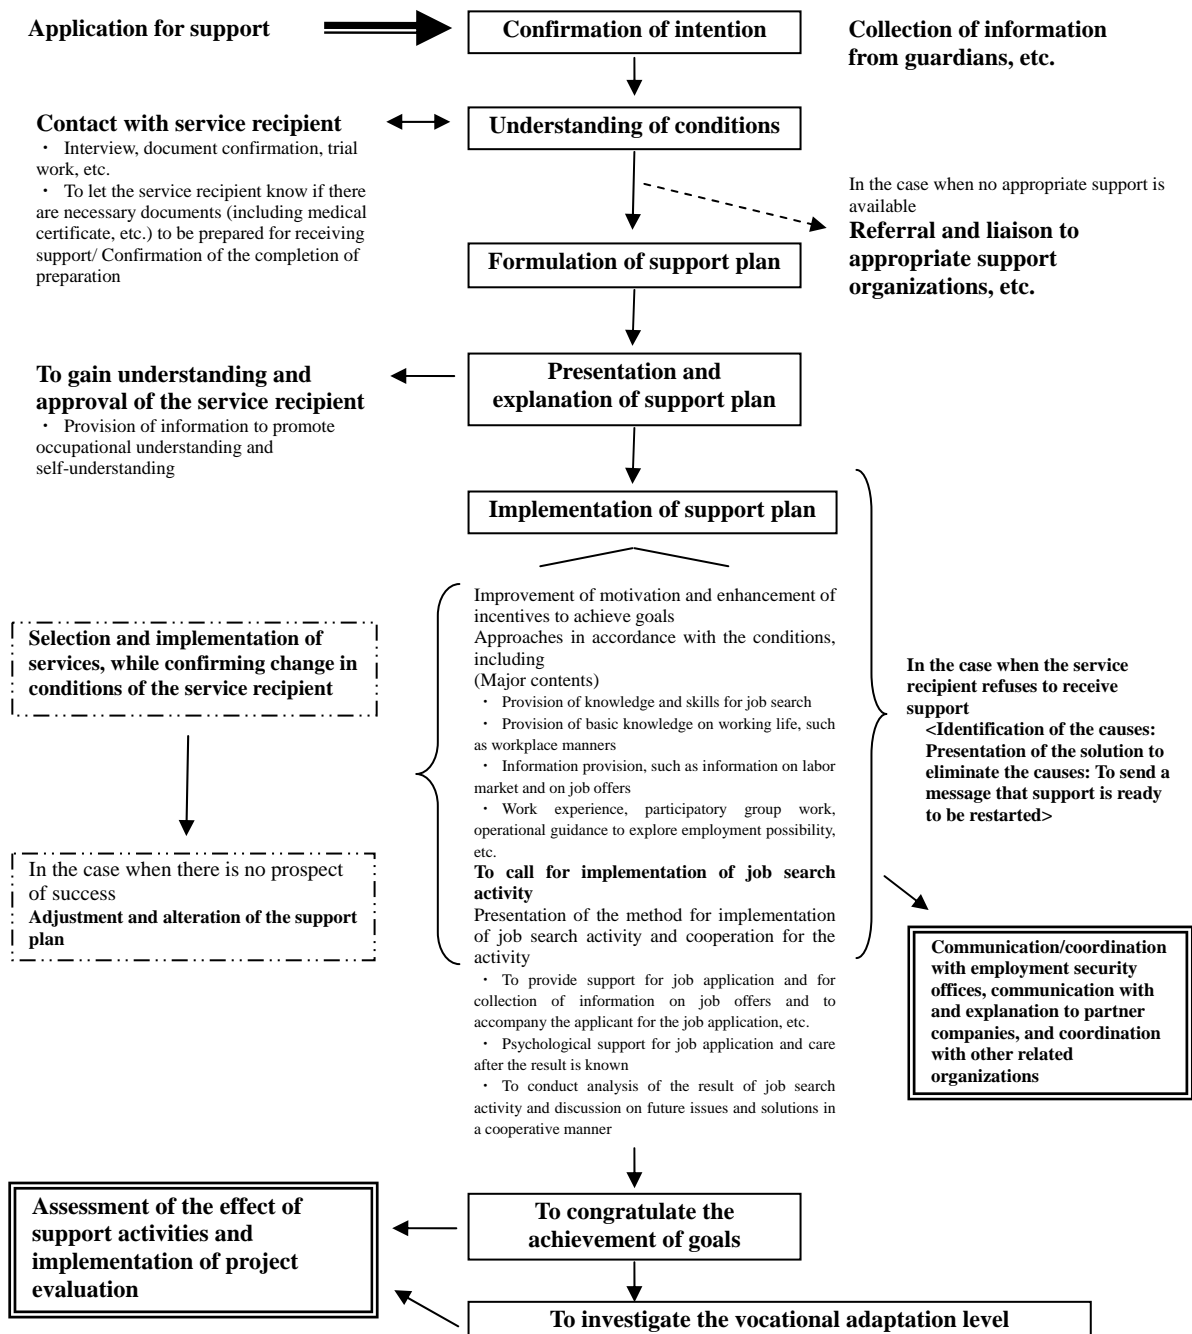 Application for support
Confirmation of intention
Collection of information
from guardians, etc.
Contact with service recipient
・ Interview, document confirmation, trial
work, etc.
・ To let the service recipient know if there
are necessary documents (including medical
certificate, etc.) to be prepared for receiving
support/ Confirmation of the completion of
preparation
Understanding of conditions
In the case when no appropriate support is
available
Referral and liaison to
appropriate support
organizations, etc.
Formulation of support plan
To gain understanding and
approval of the service recipient
・ Provision of information to promote
occupational understanding and
self-understanding
Presentation and
explanation of support plan
Implementation of support plan
Selection and implementation of
services, while confirming change in
conditions of the service recipient
In the case when there is no prospect
of success
Adjustment and alteration of the support
plan
Improvement of motivation and enhancement of
incentives to achieve goals
Approaches in accordance with the conditions,
including
(Major contents)
・ Provision of knowledge and skills for job search
・ Provision of basic knowledge on working life, such
as workplace manners
・ Information provision, such as information on labor
market and on job offers
・ Work experience, participatory group work,
operational guidance to explore employment possibility,
etc.
To call for implementation of job search
activity
Presentation of the method for implementation
of job search activity and cooperation for the
activity
・ To provide support for job application and for
collection of information on job offers and to
accompany the applicant for the job application, etc.
・ Psychological support for job application and care
after the result is known
・ To conduct analysis of the result of job search
activity and discussion on future issues and solutions in
a cooperative manner
In the case when the service
recipient refuses to receive
support
<Identification of the causes:
Presentation of the solution to
eliminate the causes: To send a
message that support is ready
to be restarted>
Communication/coordination
with employment security
offices, communication with
and explanation to partner
companies, and coordination
with other related
organizations
Assessment of the effect of
support activities and
implementation of project
evaluation
To congratulate the
achievement of goals
To investigate the vocational adaptation level